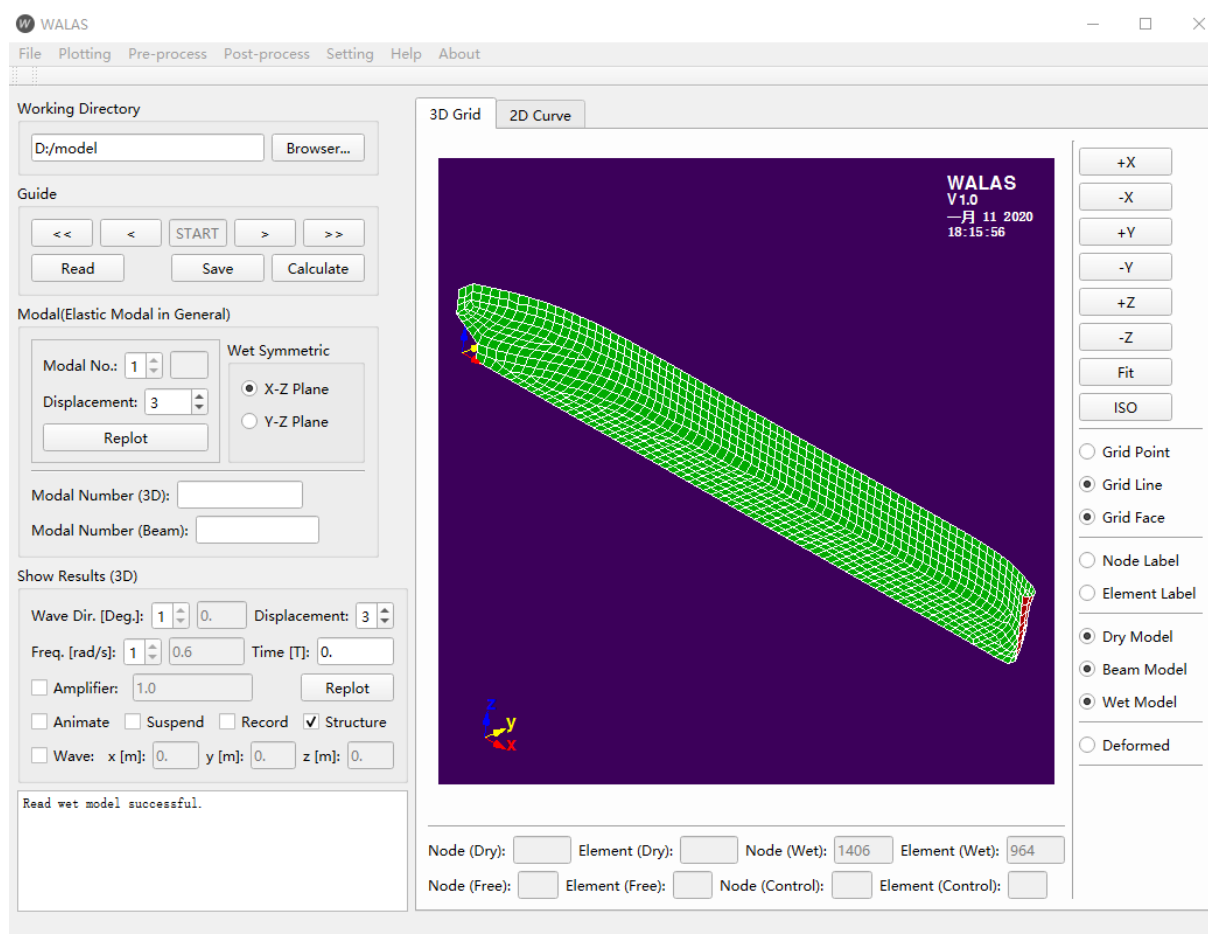 WALAS
File Plotting Pre-process Post-process Setting Help About
Working Directory
D:/model Browser...
Guide
<< < START > >>
Read Save Calculate
Modal(Elastic Modal in General)
Modal No.: 1
Displacement: 3
Replot
Wet Symmetric
X-Z Plane
Y-Z Plane
Modal Number (3D):
Modal Number (Beam):
Show Results (3D)
Wave Dir. [Deg.]: 1 0. Displacement: 3
Freq. [rad/s]: 1 0.6 Time [T]: 0.
Amplifier: 1.0 Replot
Animate Suspend Record Structure
Wave: x [m]: 0. y [m]: 0. z [m]: 0.
Read wet model successful.
3D Grid 2D Curve
WALAS
V 1.0
一月 11 2020
18:15:56
z
y
x
Node (Dry): Element (Dry): Node (Wet): 1406 Element (Wet): 964
Node (Free): Element (Free): Node (Control): Element (Control):
+X
-X
+Y
-Y
+Z
-Z
Fit
ISO
Grid Point
Grid Line
Grid Face
Node Label
Element Label
Dry Model
Beam Model
Wet Model
Deformed